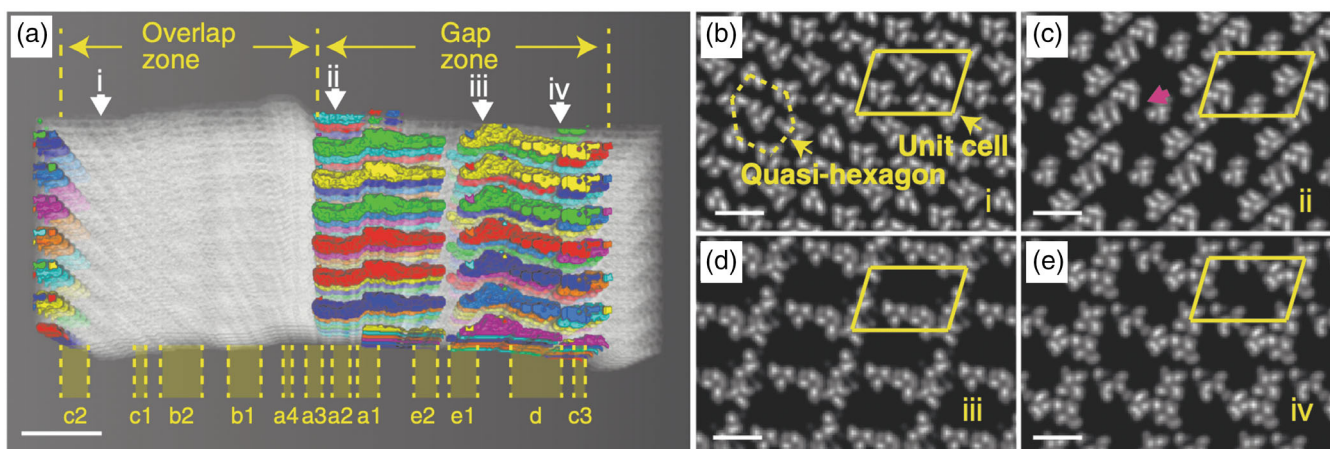 (a)
Overlap
zone
Gap
zone
i
ii
iii
iv
c2
c1
b2
b1
a4
a3
a2
a1
e2
e1
d
c3
(b)
Unit cell
Quasi-hexagon
i
(c)
ii
(d)
iii
(e)
iv